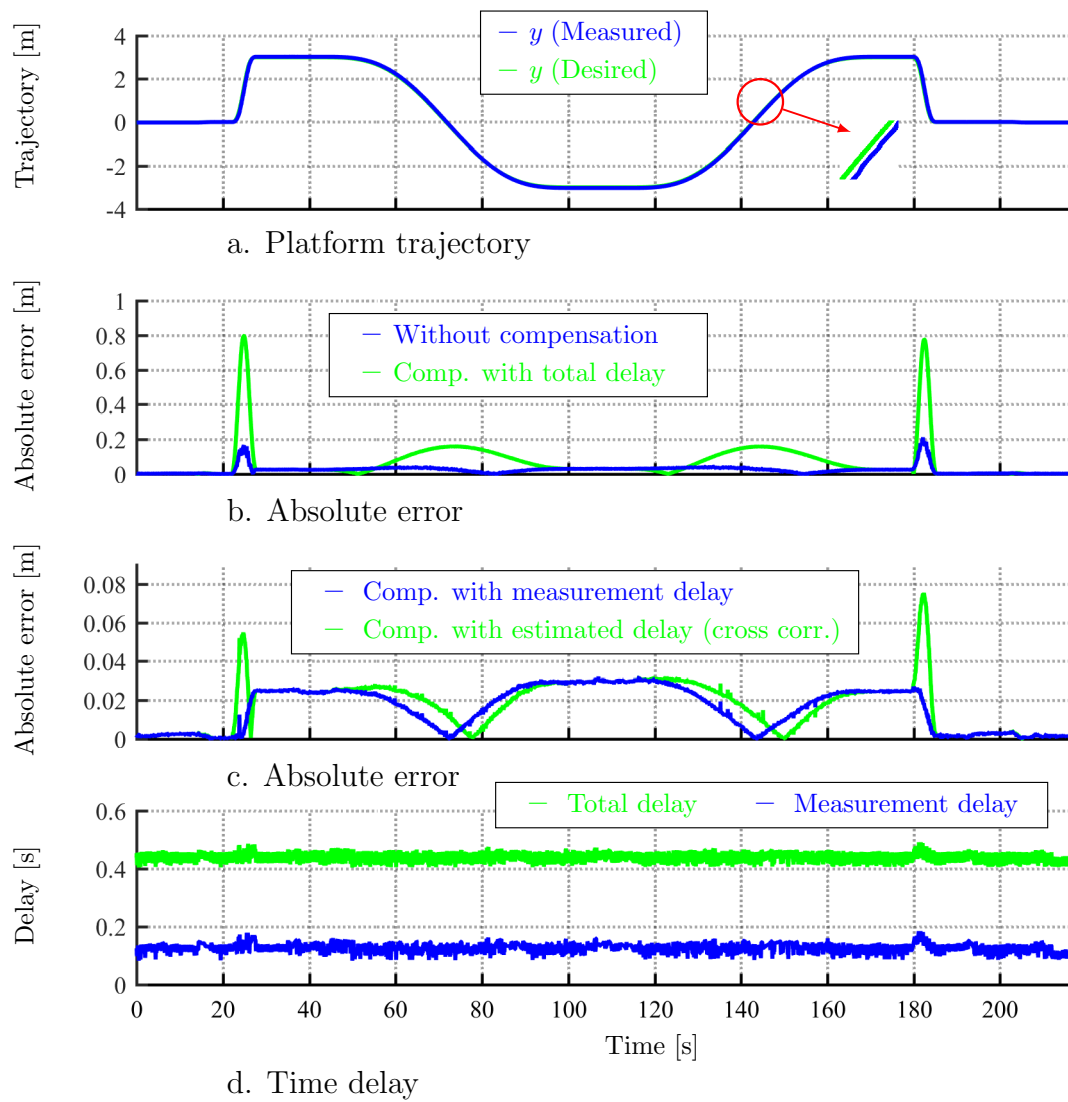 Trajectory [m]
4
2
0
-2
-4
− y (Measured)
− y (Desired)
a. Platform trajectory
Absolute error [m]
1
0.8
0.6
0.4
0.2
0
− Without compensation
− Comp. with total delay
b. Absolute error
Absolute error [m]
0.08
0.06
0.04
0.02
0
− Comp. with measurement delay
− Comp. with estimated delay (cross corr.)
c. Absolute error
Delay [s]
0.6
0.4
0.2
0
− Total delay − Measurement delay
0 20 40 60 80 100 120 140 160 180 200
Time [s]
d. Time delay